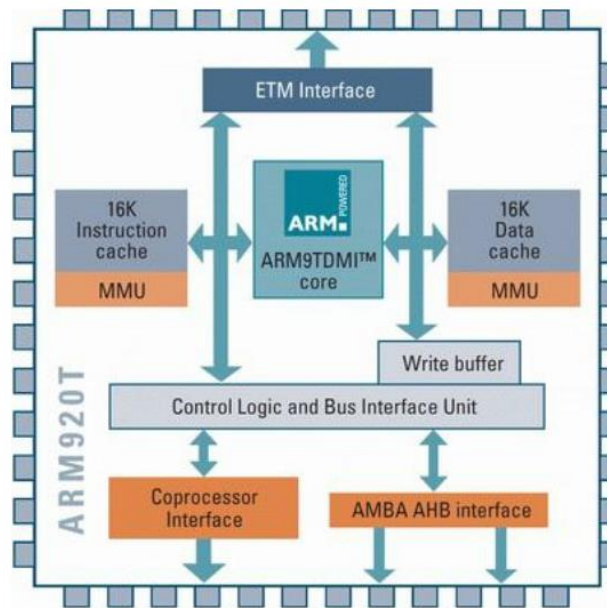 ETM Interface
16K
Instruction
cache
MMU
ARM
POWERED
ARM9TDMI™
core
16K
Data
cache
MMU
Write buffer
Control Logic and Bus Interface Unit
Coprocessor
Interface
AMBA AHB interface
ARM920T